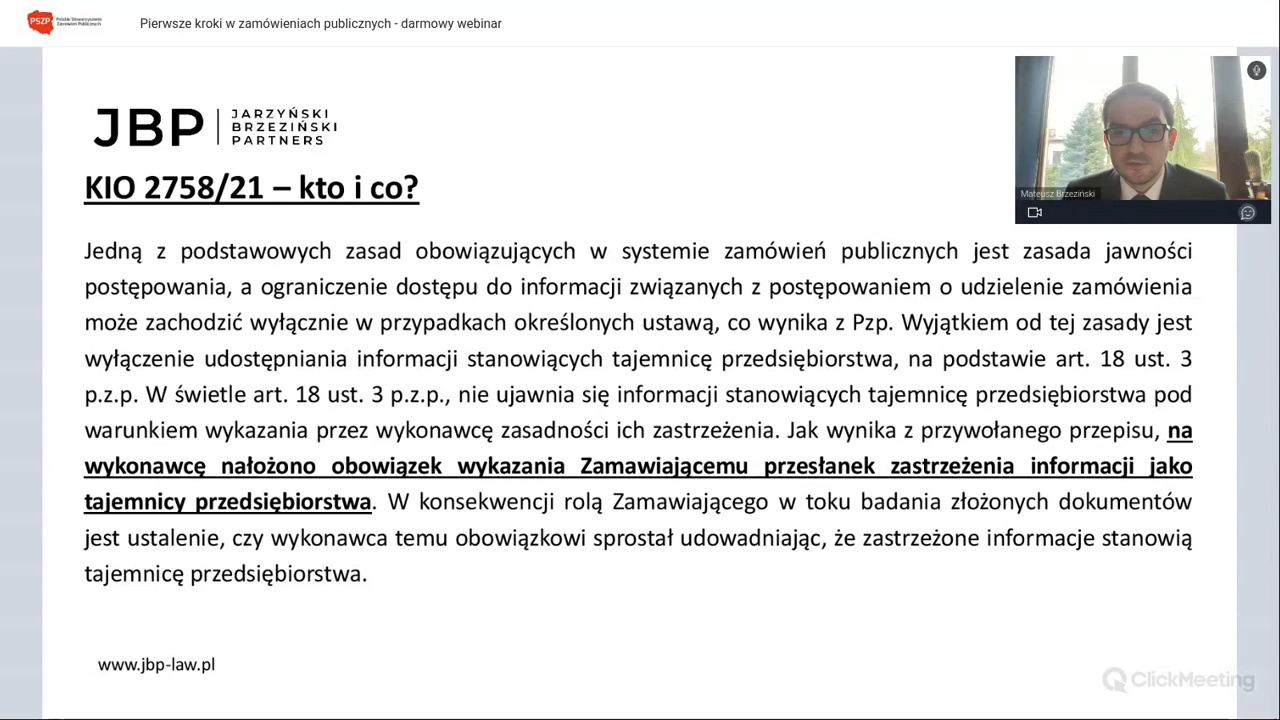 PSZP
Polskie Stowarzyszenie
Zamówień Publicznych
Pierwsze kroki w zamówieniach publicznych - darmowy webinar
JBP
JARZYŃSKI
BRZEZIŃSKI
PARTNERS
KIO 2758/21 – kto i co?
Mateusz Brzeziński
Jedną z podstawowych zasad obowiązujących w systemie zamówień publicznych jest zasada jawności
postępowania, a ograniczenie dostępu do informacji związanych z postępowaniem o udzielenie zamówienia
może zachodzić wyłącznie w przypadkach określonych ustawą, co wynika z Pzp. Wyjątkiem od tej zasady jest
wyłączenie udostępniania informacji stanowiących tajemnicę przedsiębiorstwa, na podstawie art. 18 ust. 3
p.z.p. W świetle art. 18 ust. 3 p.z.p., nie ujawnia się informacji stanowiących tajemnicę przedsiębiorstwa pod
warunkiem wykazania przez wykonawcę zasadności ich zastrzeżenia. Jak wynika z przywołanego przepisu, na
wykonawcę nałożono obowiązek wykazania Zamawiającemu przesłanek zastrzeżenia informacji jako
tajemnicy przedsiębiorstwa. W konsekwencji rolą Zamawiającego w toku badania złożonych dokumentów
jest ustalenie, czy wykonawca temu obowiązkowi sprostał udowadniając, że zastrzeżone informacje stanowią
tajemnicę przedsiębiorstwa.
www.jbp-law.pl
ClickMeeting